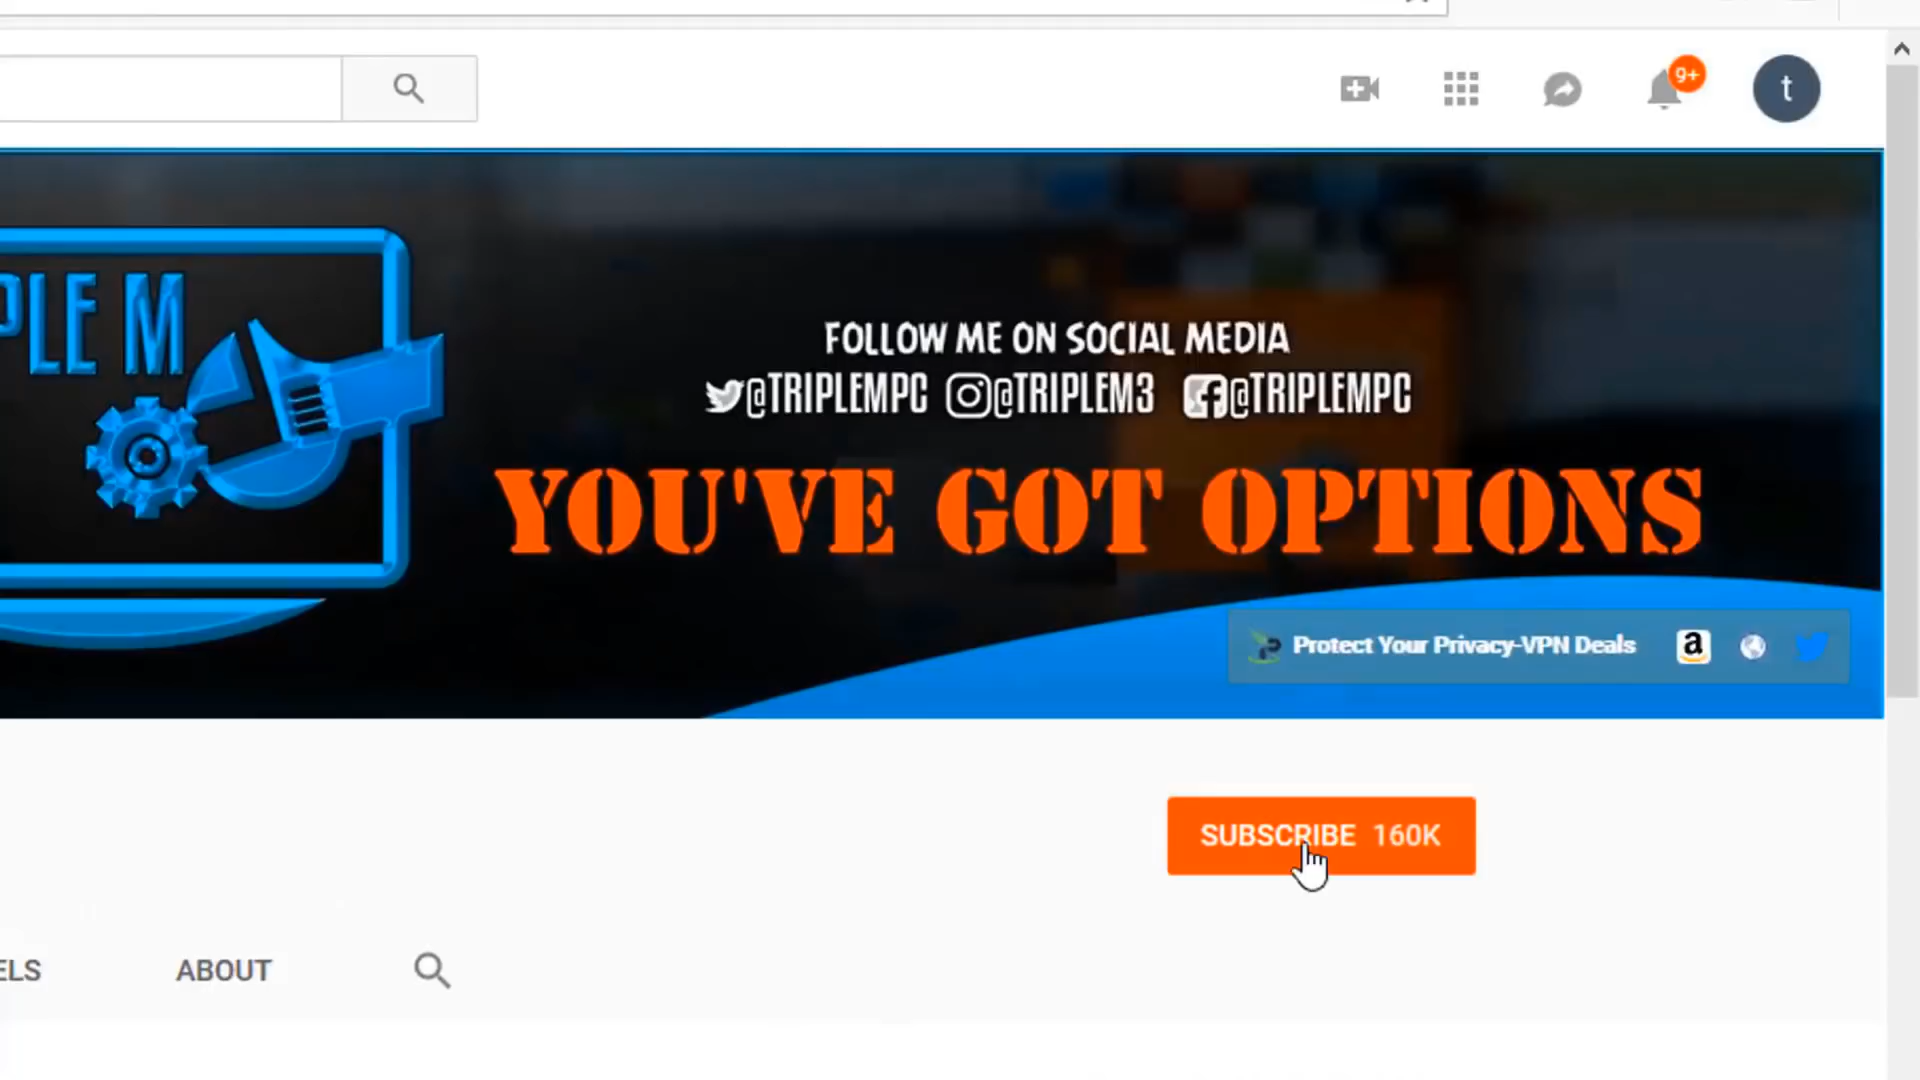 9+
t
PLE M
FOLLOW ME ON SOCIAL MEDIA
@TRIPLEMPC @TRIPLEM3 @TRIPLEMPC
YOU'VE GOT OPTIONS
Protect Your Privacy-VPN Deals
SUBSCRIBE 160K
ELS ABOUT